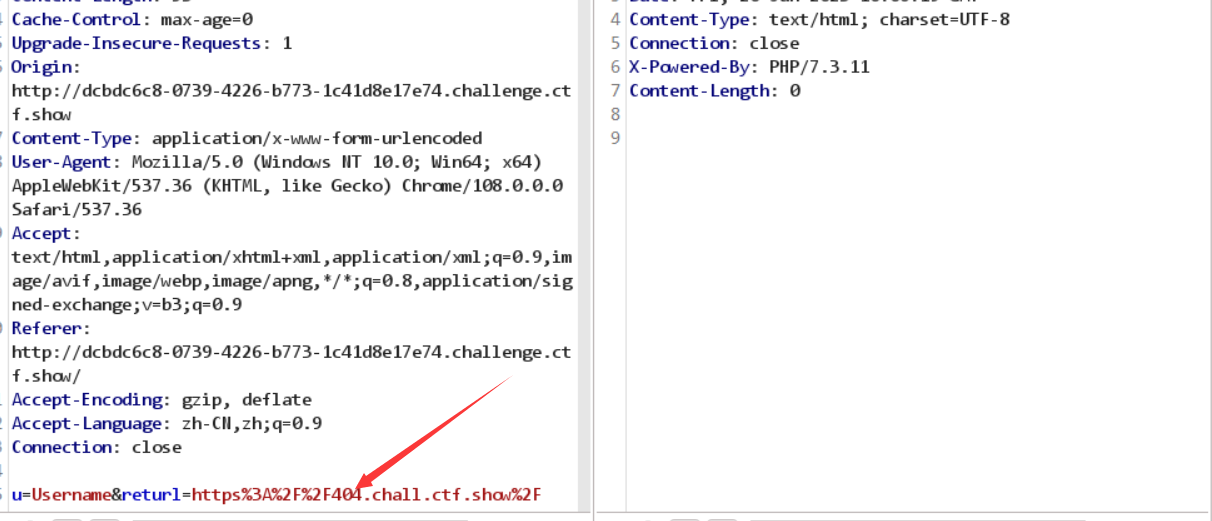 Cache-Control: max-age=0
Upgrade-Insecure-Requests: 1
Origin:
http://dcbdc6c8-0739-4226-b773-1c41d8e17e74.challenge.ct
f.show
Content-Type: application/x-www-form-urlencoded
User-Agent: Mozilla/5.0 (Windows NT 10.0; Win64; x64)
AppleWebKit/537.36 (KHTML, like Gecko) Chrome/108.0.0.0
Safari/537.36
Accept:
text/html,application/xhtml+xml,application/xml;q=0.9,im
age/avif,image/webp,image/apng,*/*;q=0.8,application/sig
ned-exchange;v=b3;q=0.9
Referer:
http://dcbdc6c8-0739-4226-b773-1c41d8e17e74.challenge.ct
f.show/
Accept-Encoding: gzip, deflate
Accept-Language: zh-CN,zh;q=0.9
Connection: close
u=Username&returl=https%3A%2F%2F404.chall.ctf.show%2F
4 Content-Type: text/html; charset=UTF-8
5 Connection: close
6 X-Powered-By: PHP/7.3.11
7 Content-Length: 0
8
9